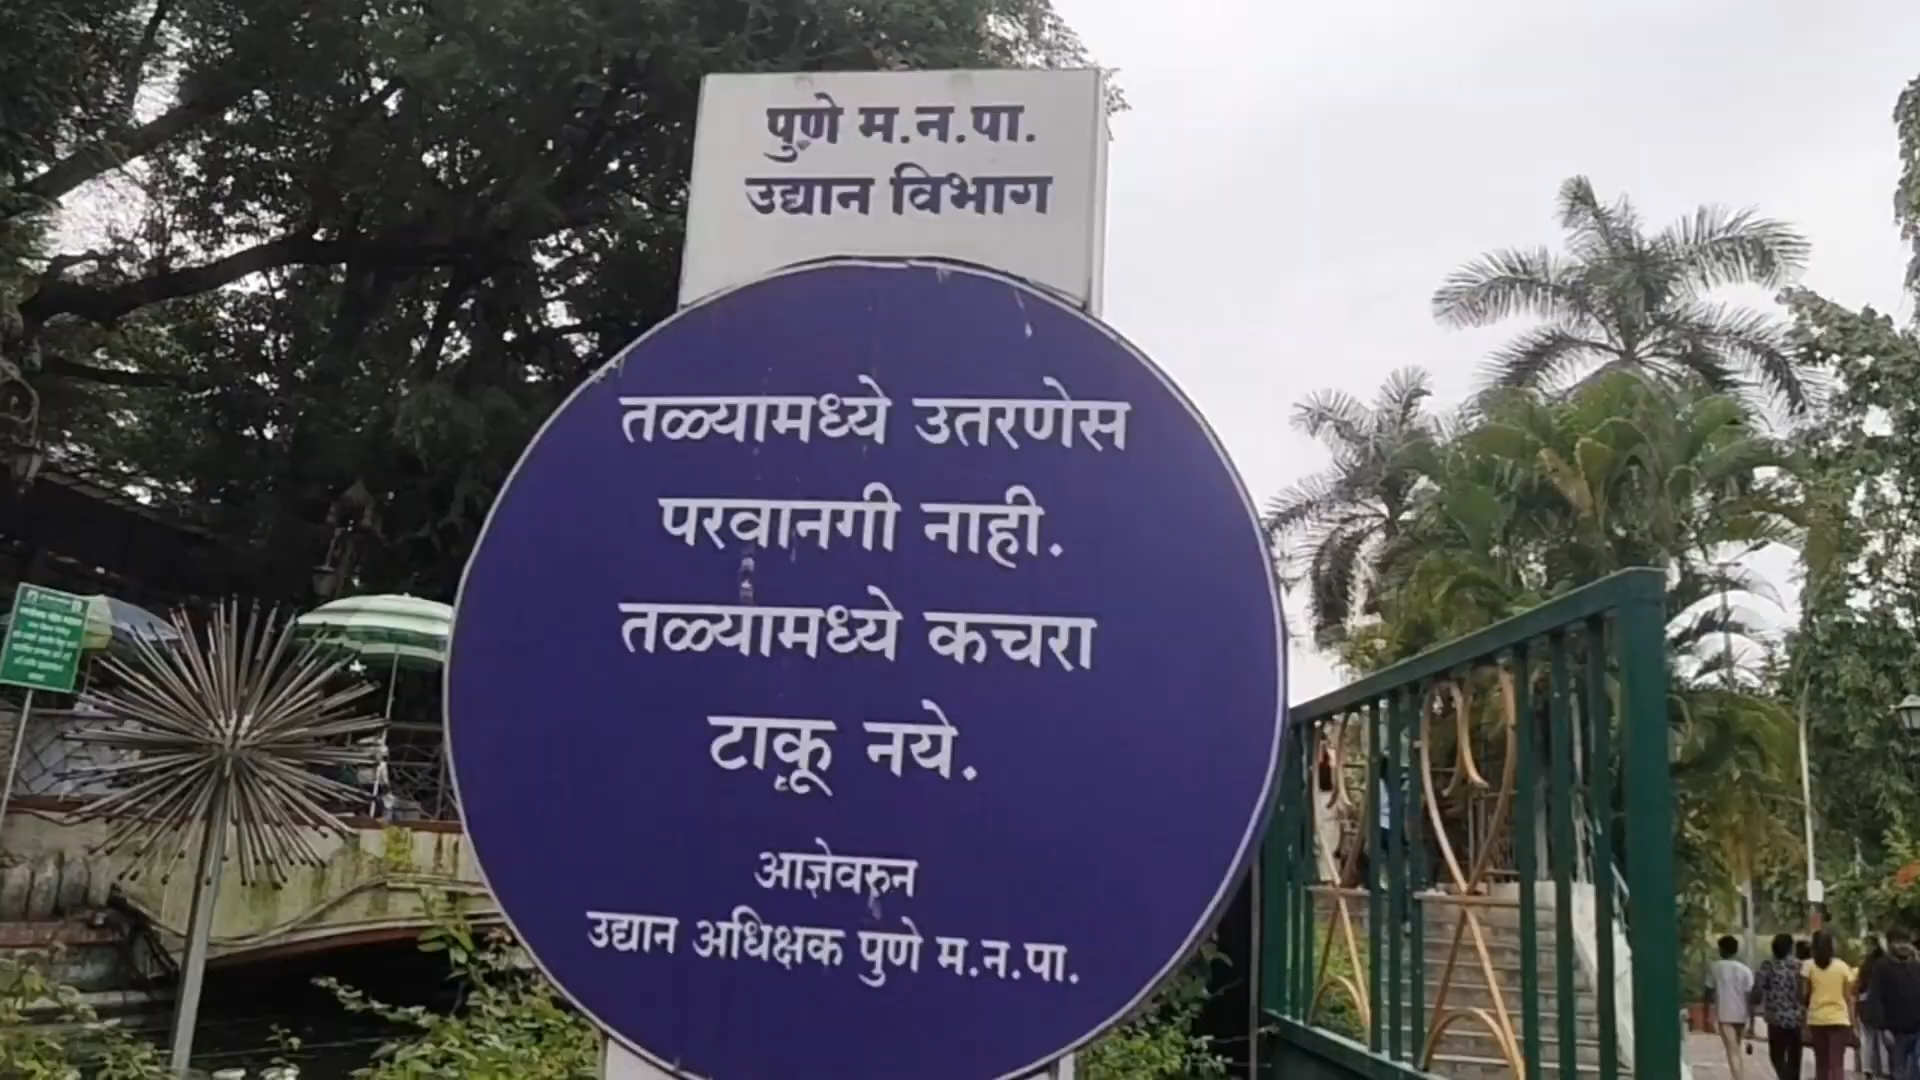 पुणे म.न.पा.
उद्यान विभाग
तळ्यामध्ये उतरणेस
परवानगी नाही.
तळ्यामध्ये कचरा
टाकू नये.
आज्ञेवरुन
उद्यान अधिक्षक पुणे म.न.पा.